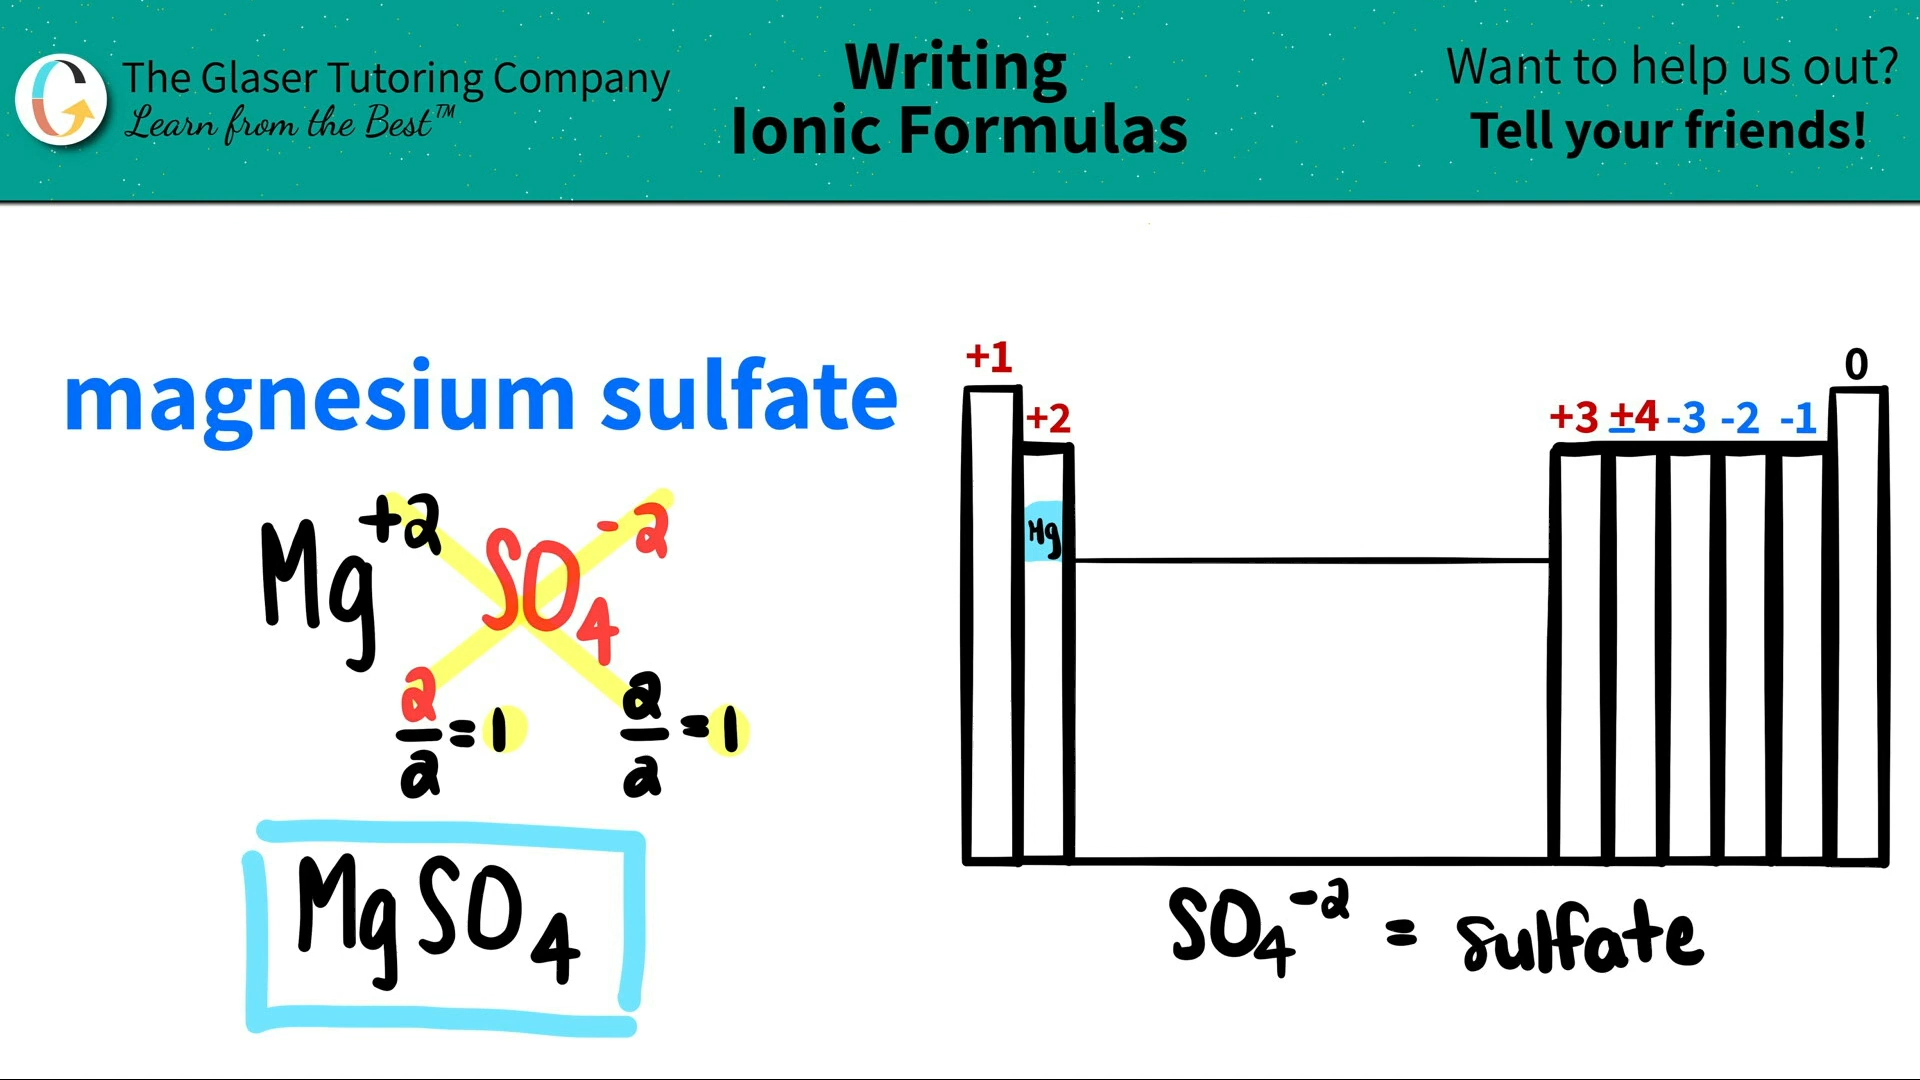 The Glaser Tutoring Company
Learn from the Best™
Writing
Ionic Formulas
Want to help us out?
Tell your friends!
magnesium sulfate
Mg+2 SO4-2
2/2 = 1 2/2 = 1
MgSO4
+1 0
+2 +3 ±4 -3 -2 -1
Mg
SO4-2 = sulfate